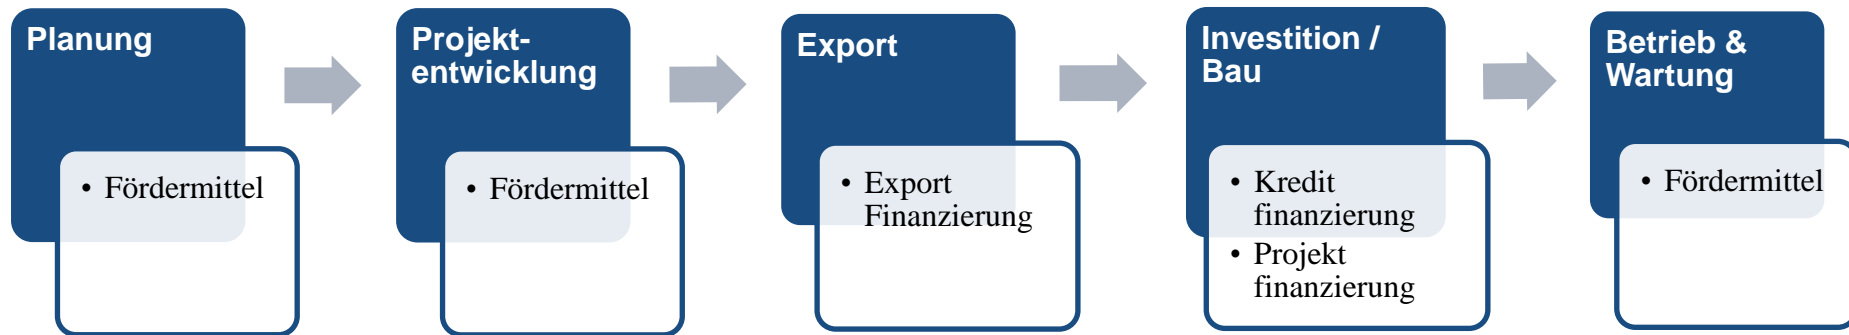 Planung
• Fördermittel
Projekt-
entwicklung
• Fördermittel
Export
• Export
Finanzierung
Investition /
Bau
• Kredit
finanzierung
• Projekt
finanzierung
Betrieb &
Wartung
• Fördermittel